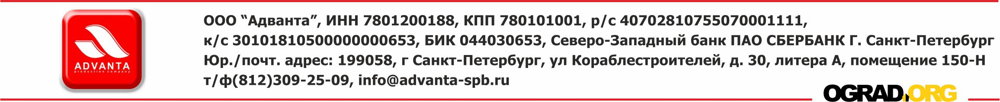 ADVANTA
production company
ООО “Адванта”, ИНН 7801200188, КПП 780101001, р/с 40702810755070001111,
к/с 30101810500000000653, БИК 044030653, Северо-Западный банк ПАО СБЕРБАНК Г. Санкт-Петербург
Юр./почт. адрес: 199058, г Санкт-Петербург, ул Кораблестроителей, д. 30, литера А, помещение 150-Н
т/ф(812)309-25-09, info@advanta-spb.ru
OGRAD.ORG